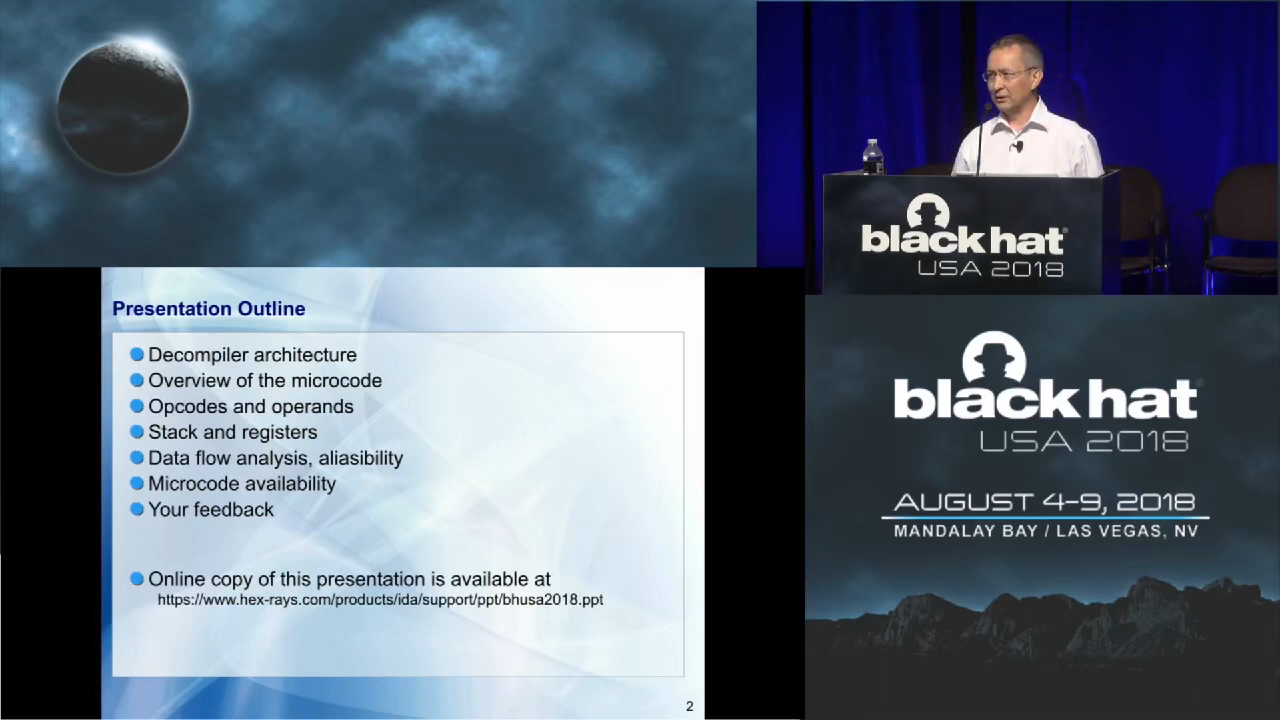 black hat
USA 2018
Presentation Outline
Decompiler architecture
Overview of the microcode
Opcodes and operands
Stack and registers
Data flow analysis, aliasibility
Microcode availability
Your feedback
Online copy of this presentation is available at
https://www.hex-rays.com/products/ida/support/ppt/bhusa2018.ppt
2
black hat
USA 2018
AUGUST 4-9, 2018
MANDALAY BAY / LAS VEGAS, NV